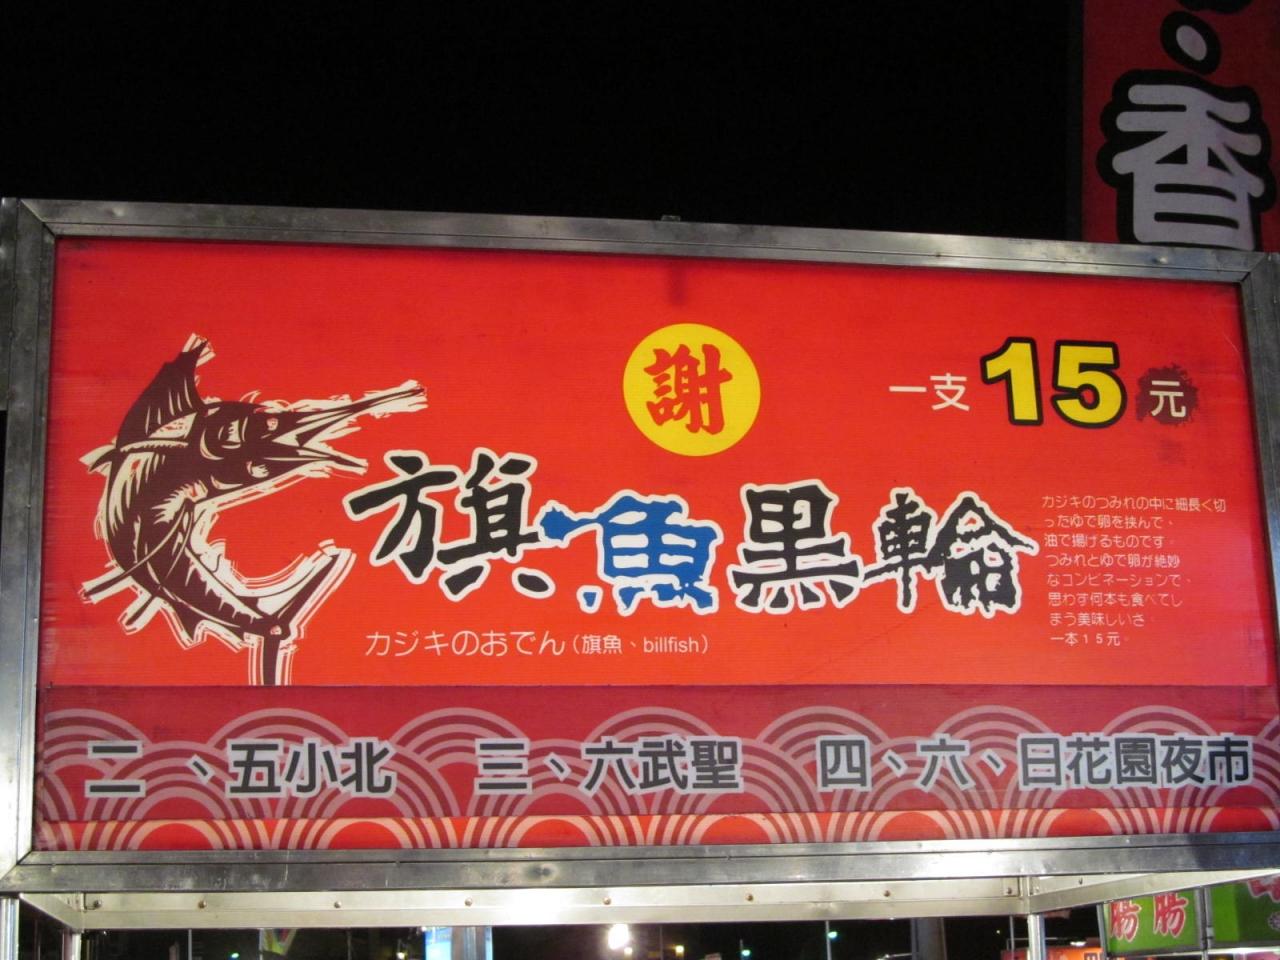 香
謝
一支15元
旗魚黑輪
カジキのおでん(旗魚、billfish)
カジキのつみれの中に細長く切
ったゆで卵を挟んで、
油で揚げるものです。
つみれとゆで卵が絶妙
なコンビネーションで、
思わず何本も食べてし
まう美味しいさ。
一本15元。
二、五小北 三、六武聖 四、六、日花園夜市
腸 腸